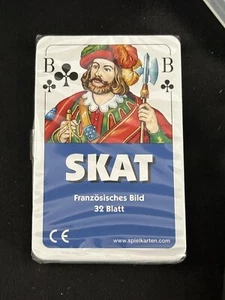 B B
SKAT
Französisches Bild
32 Blatt
CE www.spielkarten.com